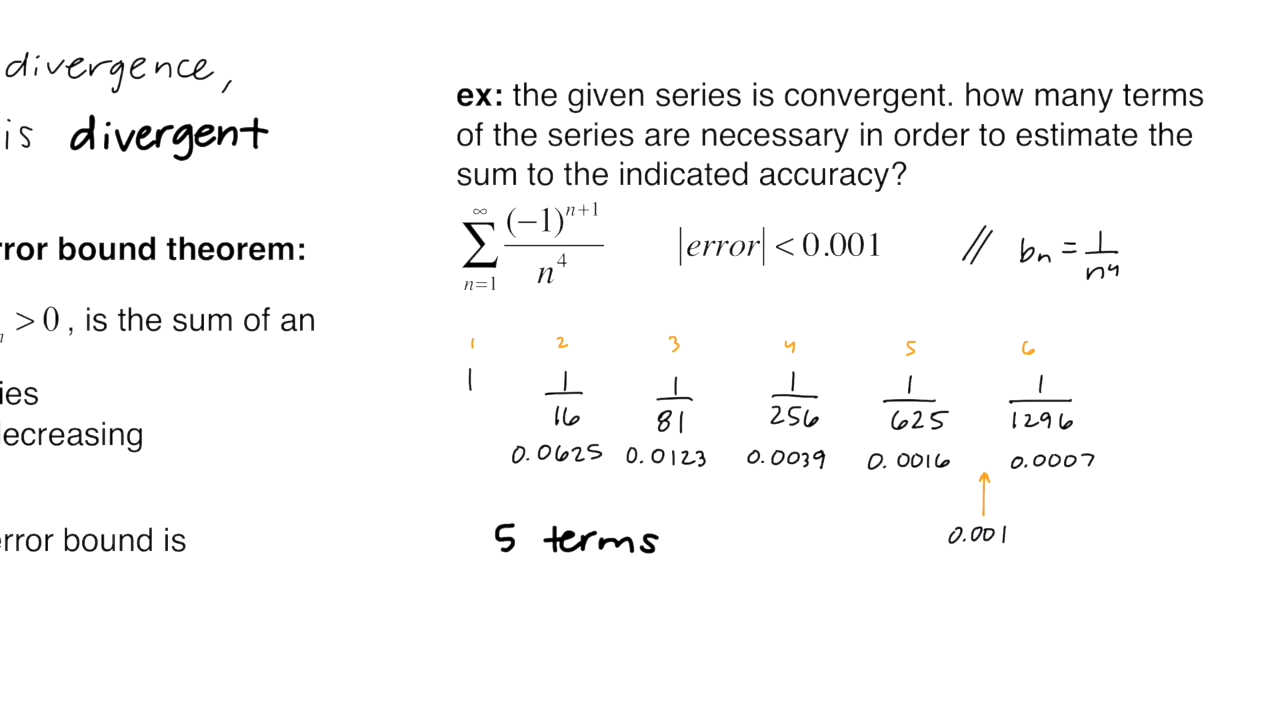 divergence,
is divergent
rror bound theorem:
n > 0 , is the sum of an
ies
decreasing
error bound is
ex: the given series is convergent. how many terms
of the series are necessary in order to estimate the
sum to the indicated accuracy?
∑_{n=1}^{∞} (−1)^{n+1}/n^4 |error| < 0.001 // bn = 1/n^4
1 2 3 4 5 6
1 1/16 1/81 1/256 1/625 1/1296
0.0625 0.0123 0.0039 0.0016 0.0007
0.001
5 terms